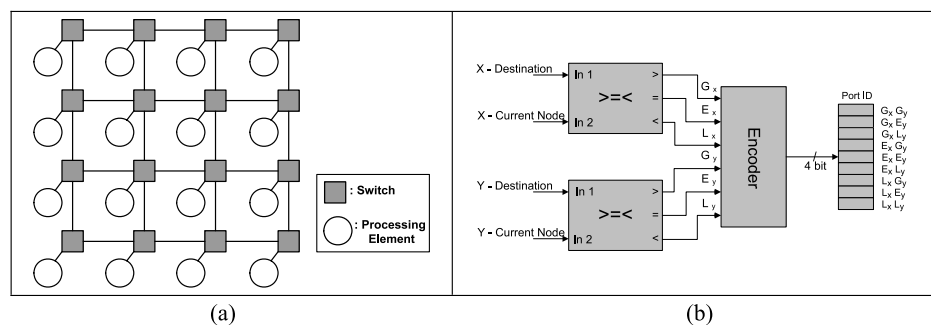 : Switch
: Processing
Element
(a)
X - Destination
In 1
>
G x
=
E x
>=<
X - Current Node
In 2
<
L x
Y - Destination
In 1
>
G y
=
E y
>=<
Y - Current Node
In 2
<
L y
Encoder
4 bit
Port ID
Gx Gy
Gx Ey
Gx Ly
Ex Gy
Ex Ey
Ex Ly
Lx Gy
Lx Ey
Lx Ly
(b)